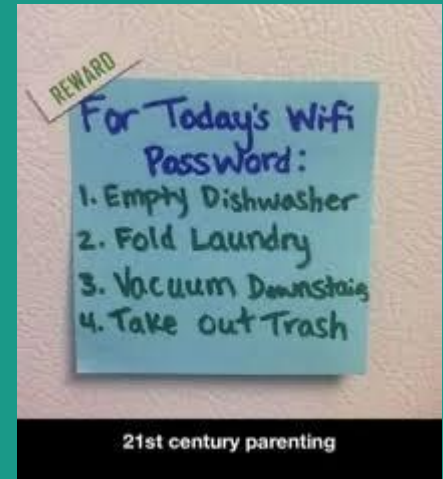 REWARD
For Today's Wifi
Password:
1. Empty Dishwasher
2. Fold Laundry
3. Vacuum Downstairs
4. Take out Trash
21st century parenting